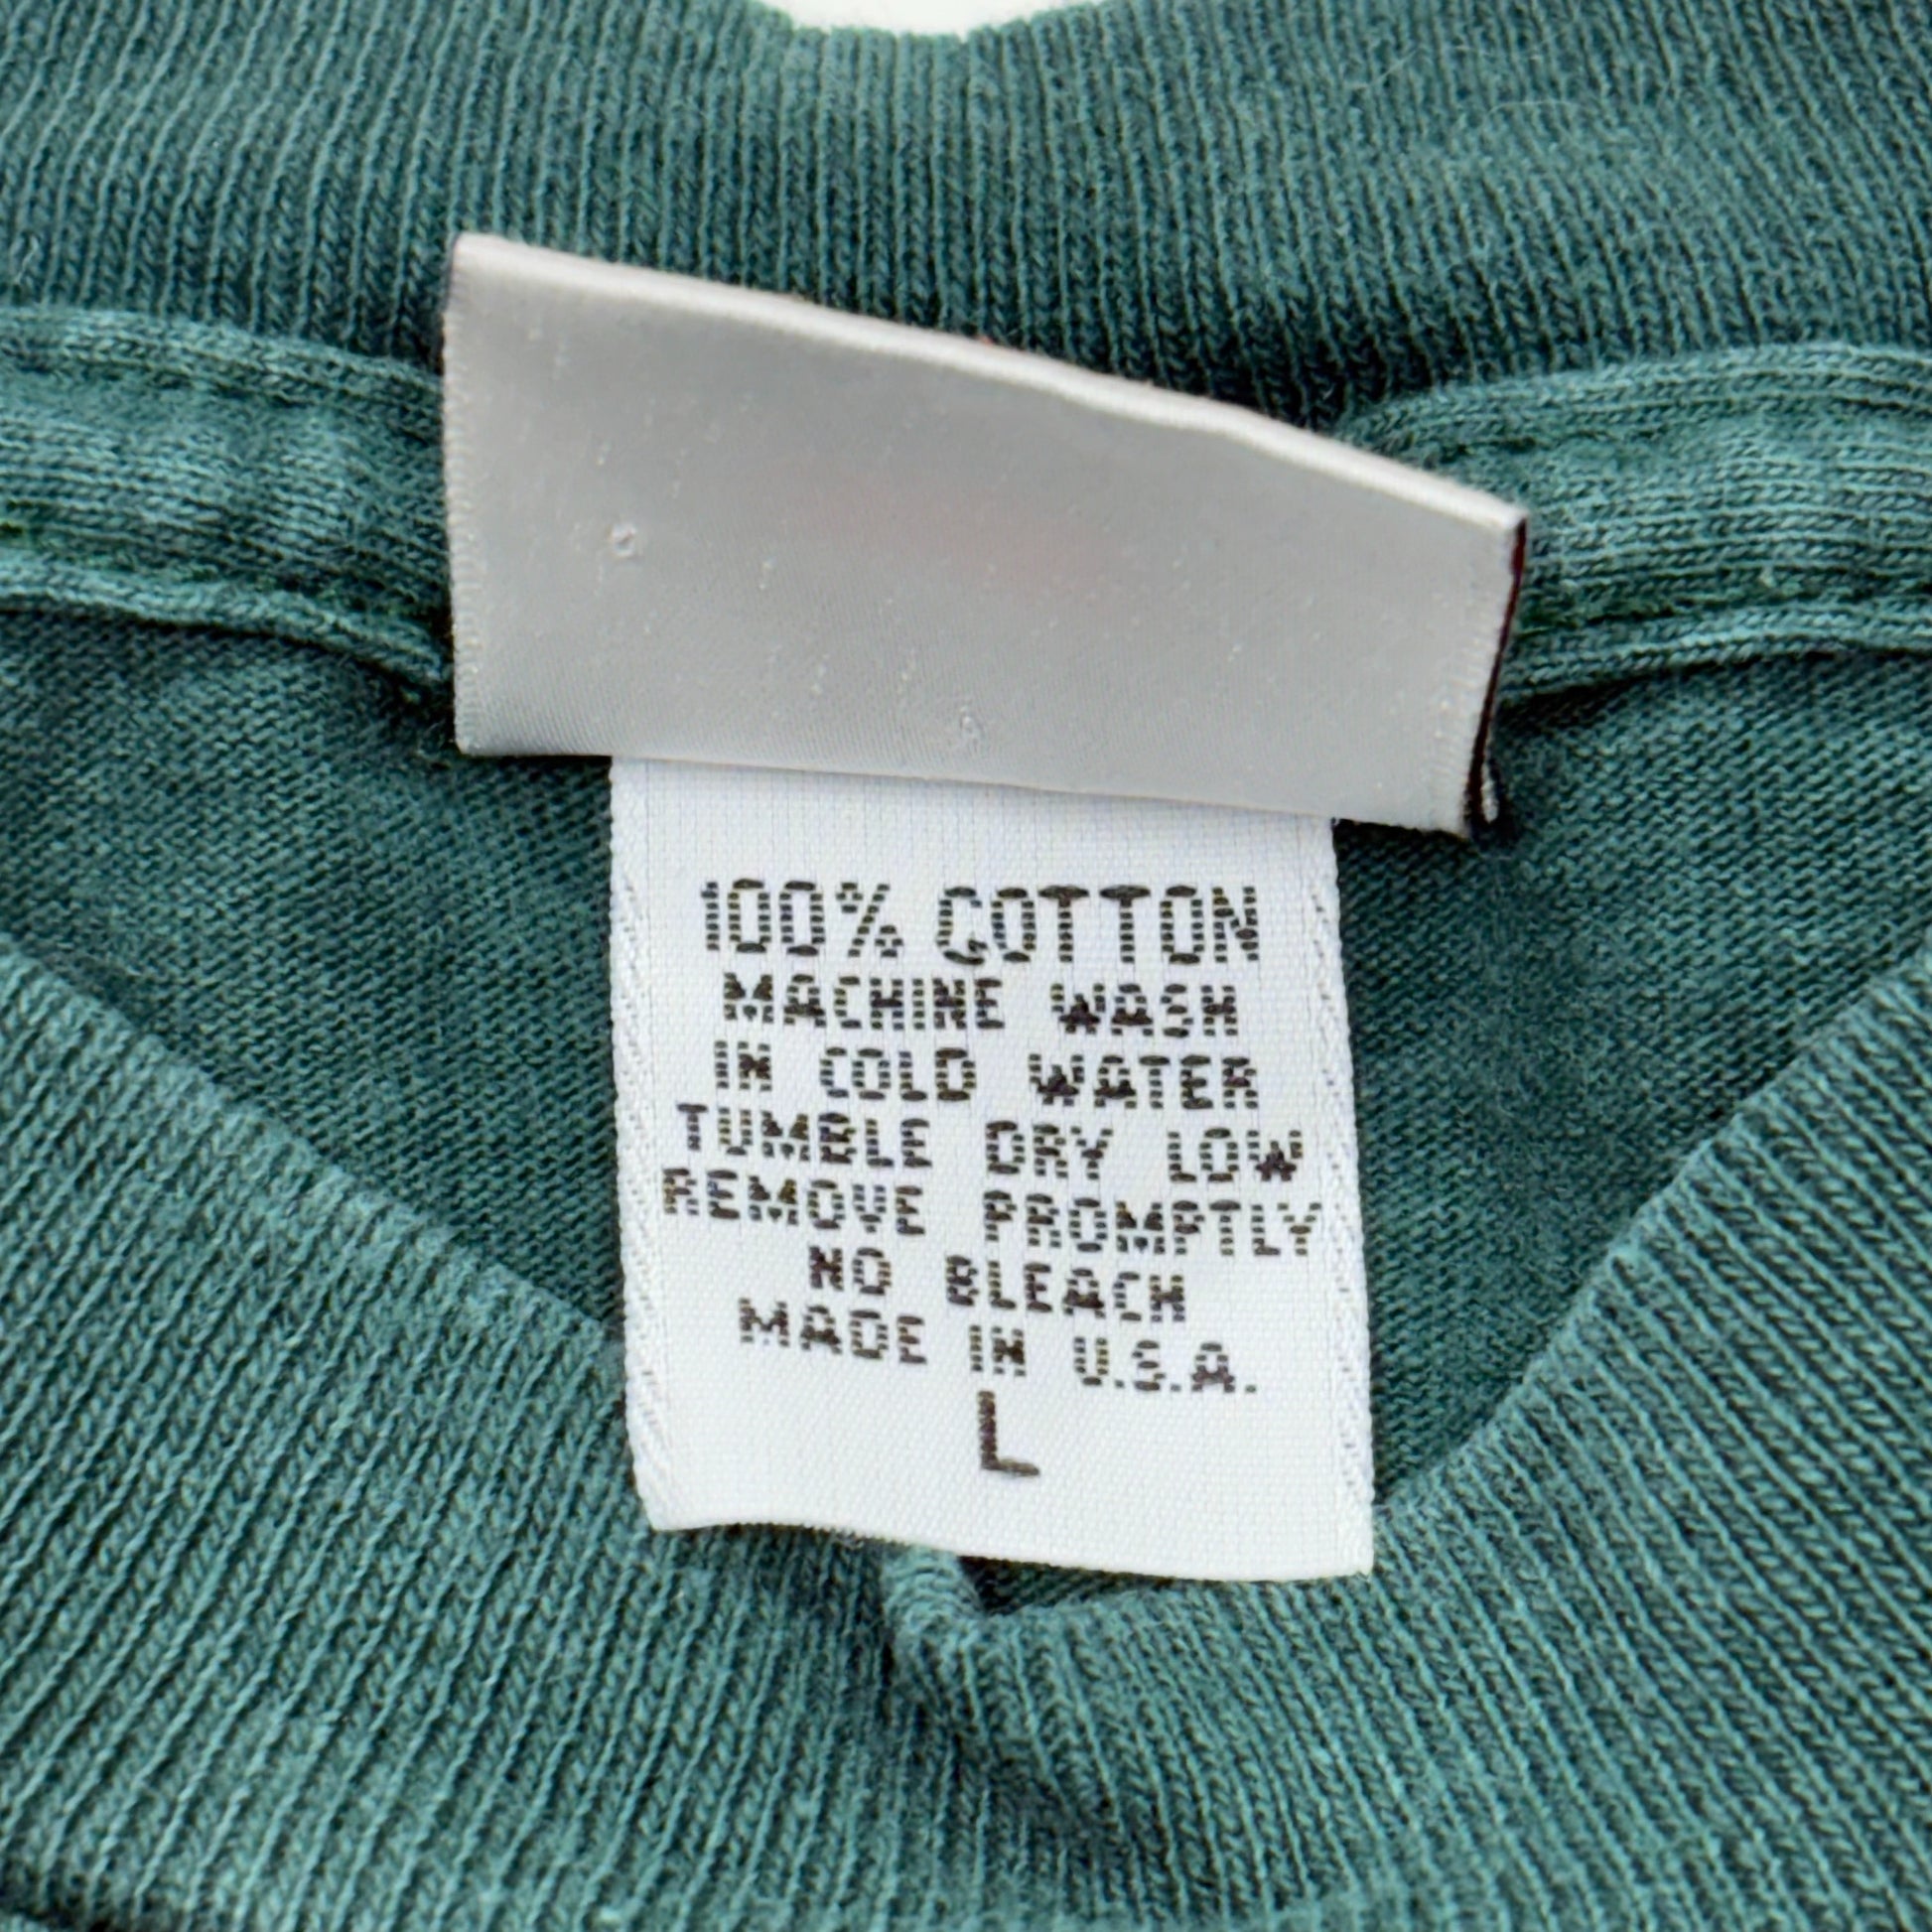 100% COTTON
MACHINE WASH
IN COLD WATER
TUMBLE DRY LOW
REMOVE PROMPTLY
NO BLEACH
MADE IN U.S.A.
L